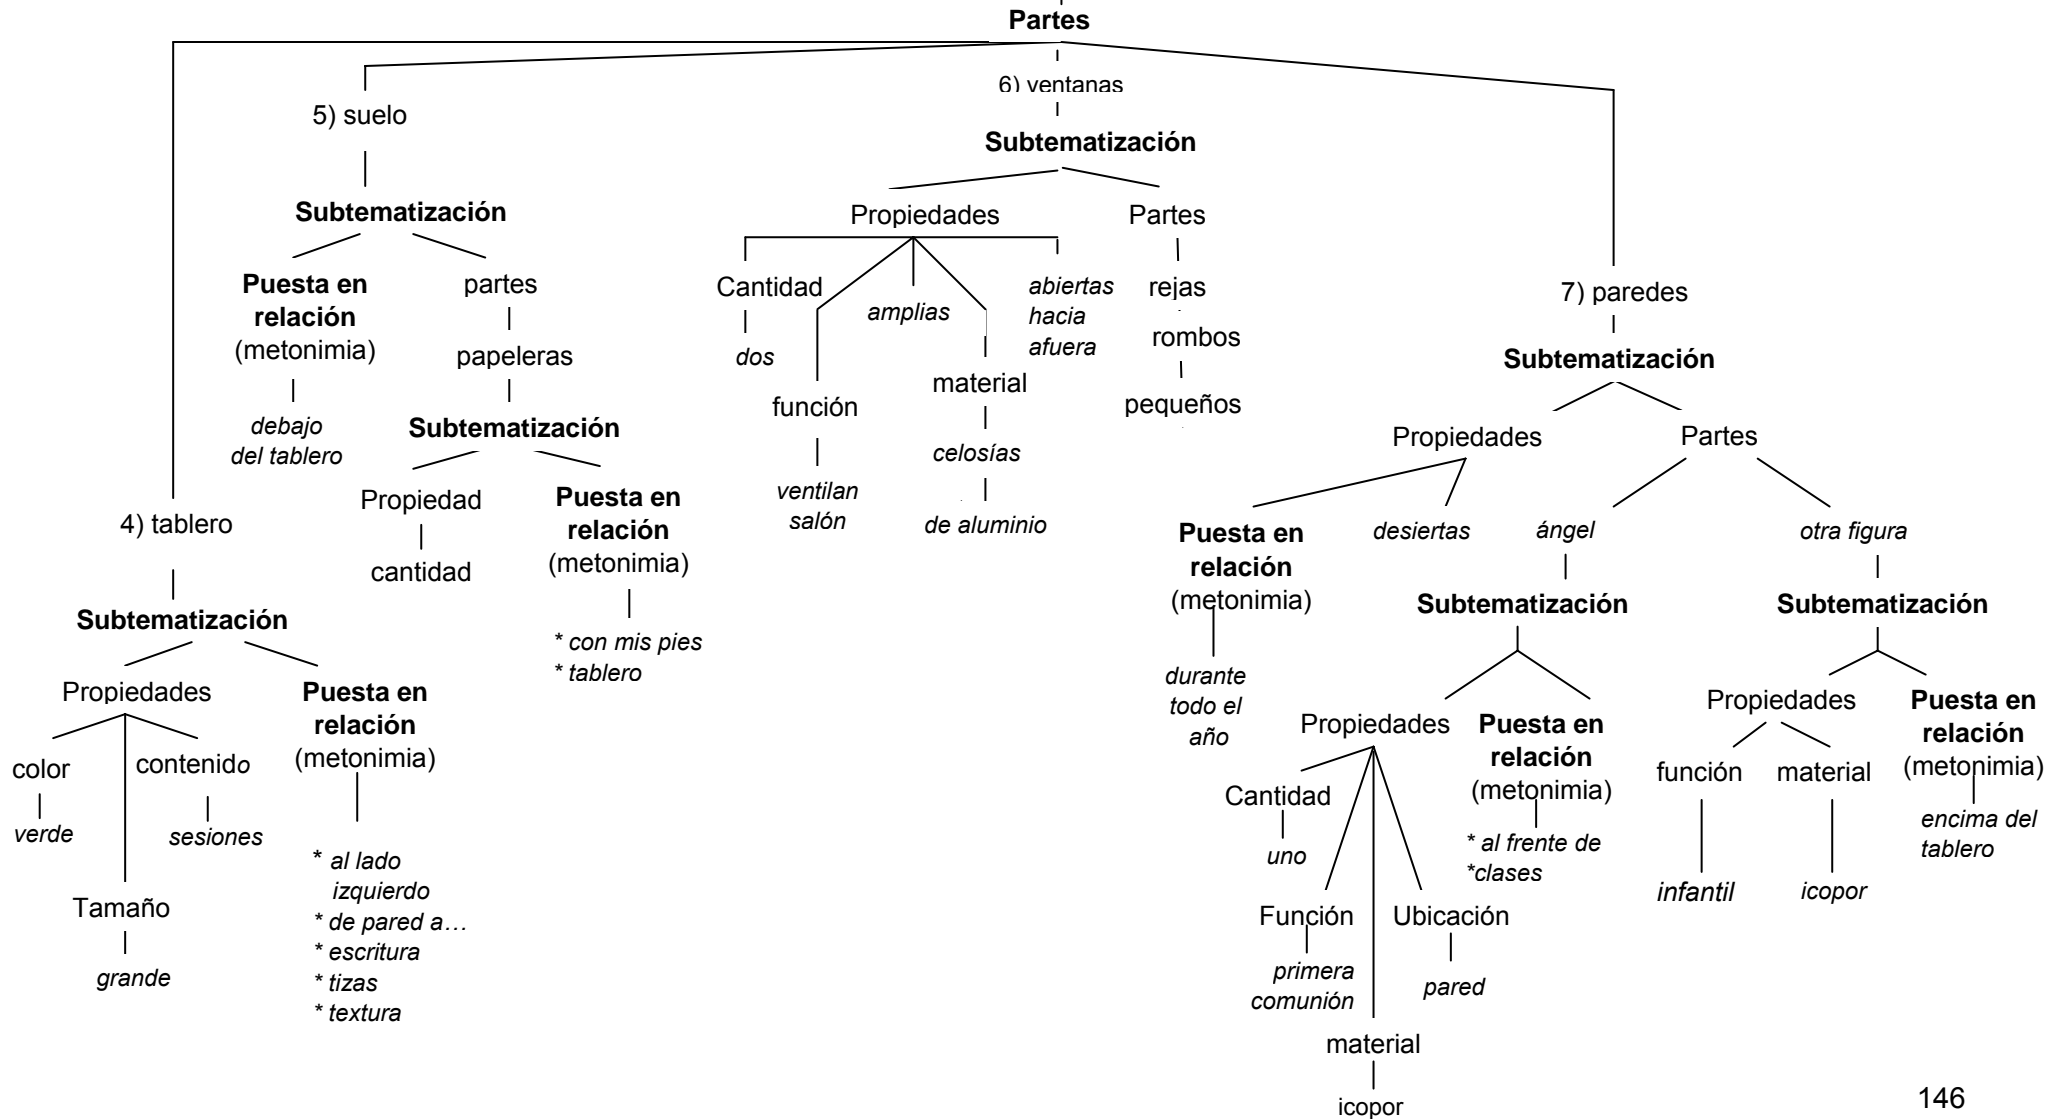 Partes
6) ventanas
5) suelo
Subtematización
Subtematización
Propiedades
Partes
Puesta en
relación
(metonimia)
partes
Cantidad
amplias
abiertas
hacia
afuera
rejas
7) paredes
rombos
papeleras
dos
Subtematización
material
pequeños
función
debajo
del tablero
Subtematización
Propiedades
Partes
celosías
ventilan
salón
Propiedad
Puesta en
relación
(metonimia)
de aluminio
4) tablero
Puesta en
relación
(metonimia)
desiertas
ángel
otra figura
cantidad
Subtematización
Subtematización
Subtematización
* con mis pies
* tablero
durante
todo el
año
Propiedades
Puesta en
relación
(metonimia)
Propiedades
Puesta en
relación
(metonimia)
Propiedades
Puesta en
relación
(metonimia)
color
contenido
función
material
Cantidad
verde
sesiones
encima del
tablero
* al frente de
*clases
uno
* al lado
izquierdo
* de pared a…
* escritura
* tizas
* textura
infantil
icopor
Tamaño
Función
Ubicación
grande
primera
comunión
pared
material
icopor
146